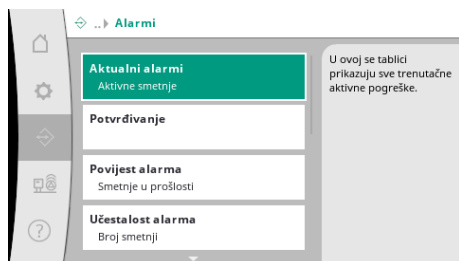 .. Alarmi
Aktualni alarmi
Aktivne smetnje
Potvrđivanje
Povijest alarma
Smetnje u prošlosti
Učestalost alarma
Broj smetnji
U ovoj se tablici
prikazuju sve trenutačne
aktivne pogreške.
?